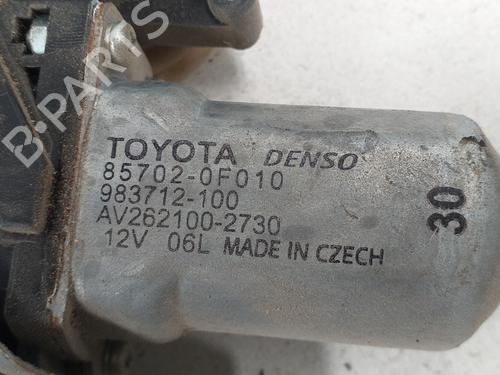 TOYOTA DENSO
85702-0F010
983712-100
AV262100-2730
12V 06L MADE IN CZECH
30
B-PARTS